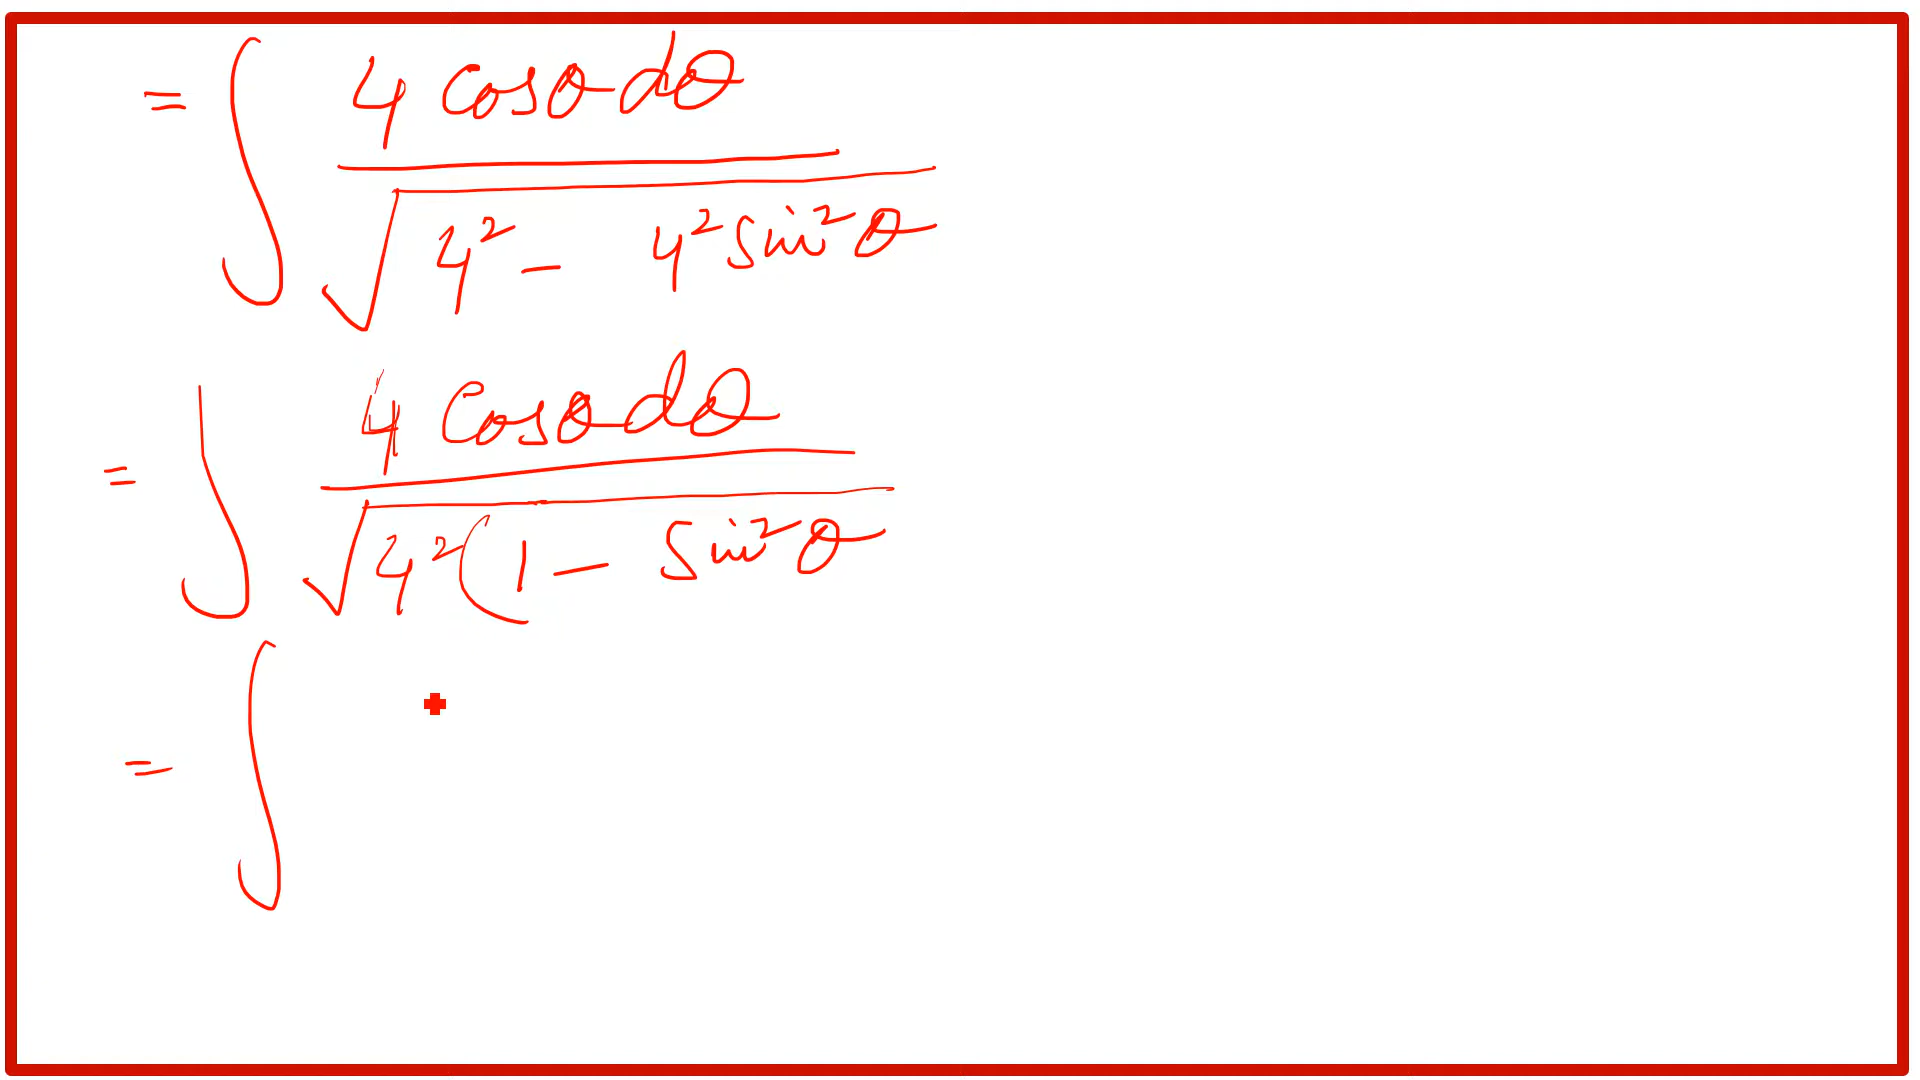 = ∫ 4 cosθ dθ / √(4² - 4² sin²θ)
= ∫ 4 cosθ dθ / √(4² (1 - sin²θ
= ∫